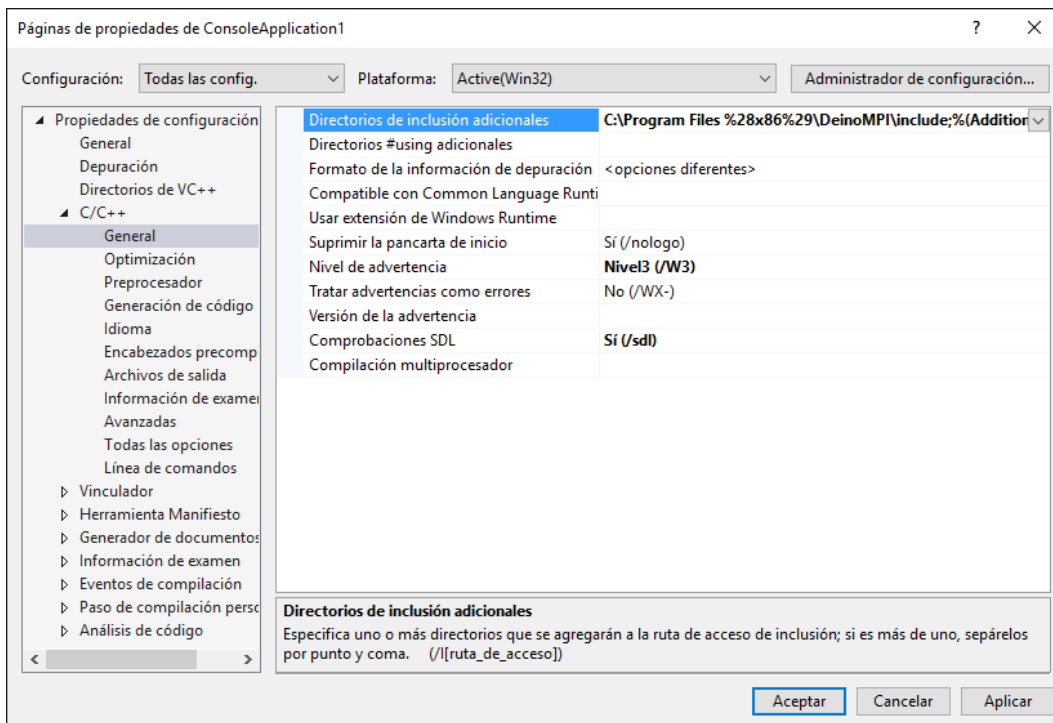 Páginas de propiedades de ConsoleApplication1
Configuración: Todas las config. Plataforma: Active(Win32) Administrador de configuración...
Propiedades de configuración
General
Depuración
Directorios de VC++
C/C++
General
Optimización
Preprocesador
Generación de código
Idioma
Encabezados precomp
Archivos de salida
Información de examen
Avanzadas
Todas las opciones
Línea de comandos
Vinculador
Herramienta Manifiesto
Generador de documentos
Información de examen
Eventos de compilación
Paso de compilación perso
Análisis de código
Directorios de inclusión adicionales C:\Program Files %28x86%29\DeinoMPI\include;%(Addition
Directorios #using adicionales
Formato de la información de depuración <opciones diferentes>
Compatible con Common Language Runti
Usar extensión de Windows Runtime
Suprimir la pancarta de inicio Sí (/nologo)
Nivel de advertencia Nivel3 (/W3)
Tratar advertencias como errores No (/WX-)
Versión de la advertencia
Comprobaciones SDL Sí (/sdl)
Compilación multiprocesador
Directorios de inclusión adicionales
Especifica uno o más directorios que se agregarán a la ruta de acceso de inclusión; si es más de uno, sepárelos
por punto y coma. (/I[ruta_de_acceso])
Aceptar Cancelar Aplicar